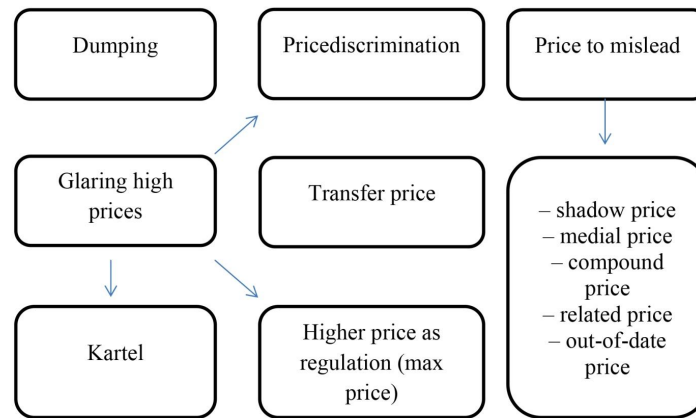 Dumping
Pricediscrimination
Price to mislead
Glaring high
prices
Transfer price
– shadow price
– medial price
– compound
price
– related price
– out-of-date
price
Kartel
Higher price as
regulation (max
price)